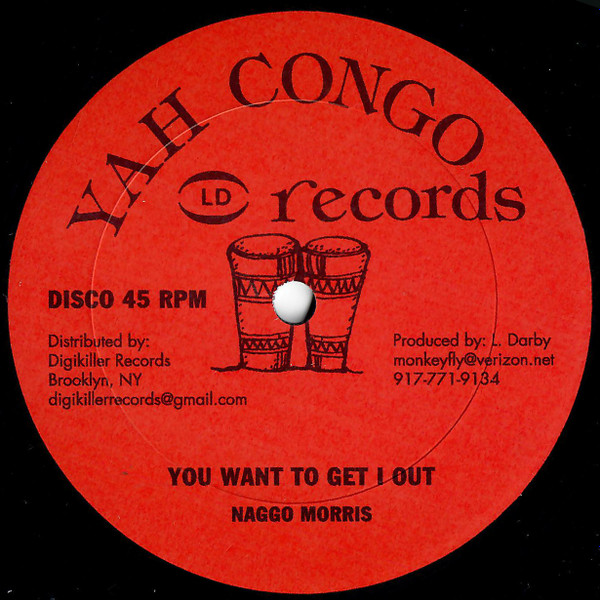 YAH CONGO
LD records
DISCO 45 RPM
Distributed by:
Digikiller Records
Brooklyn, NY
digikillerrecords@gmail.com
Produced by: L. Darby
monkeyfly@verizon.net
917-771-9134
YOU WANT TO GET I OUT
NAGGO MORRIS